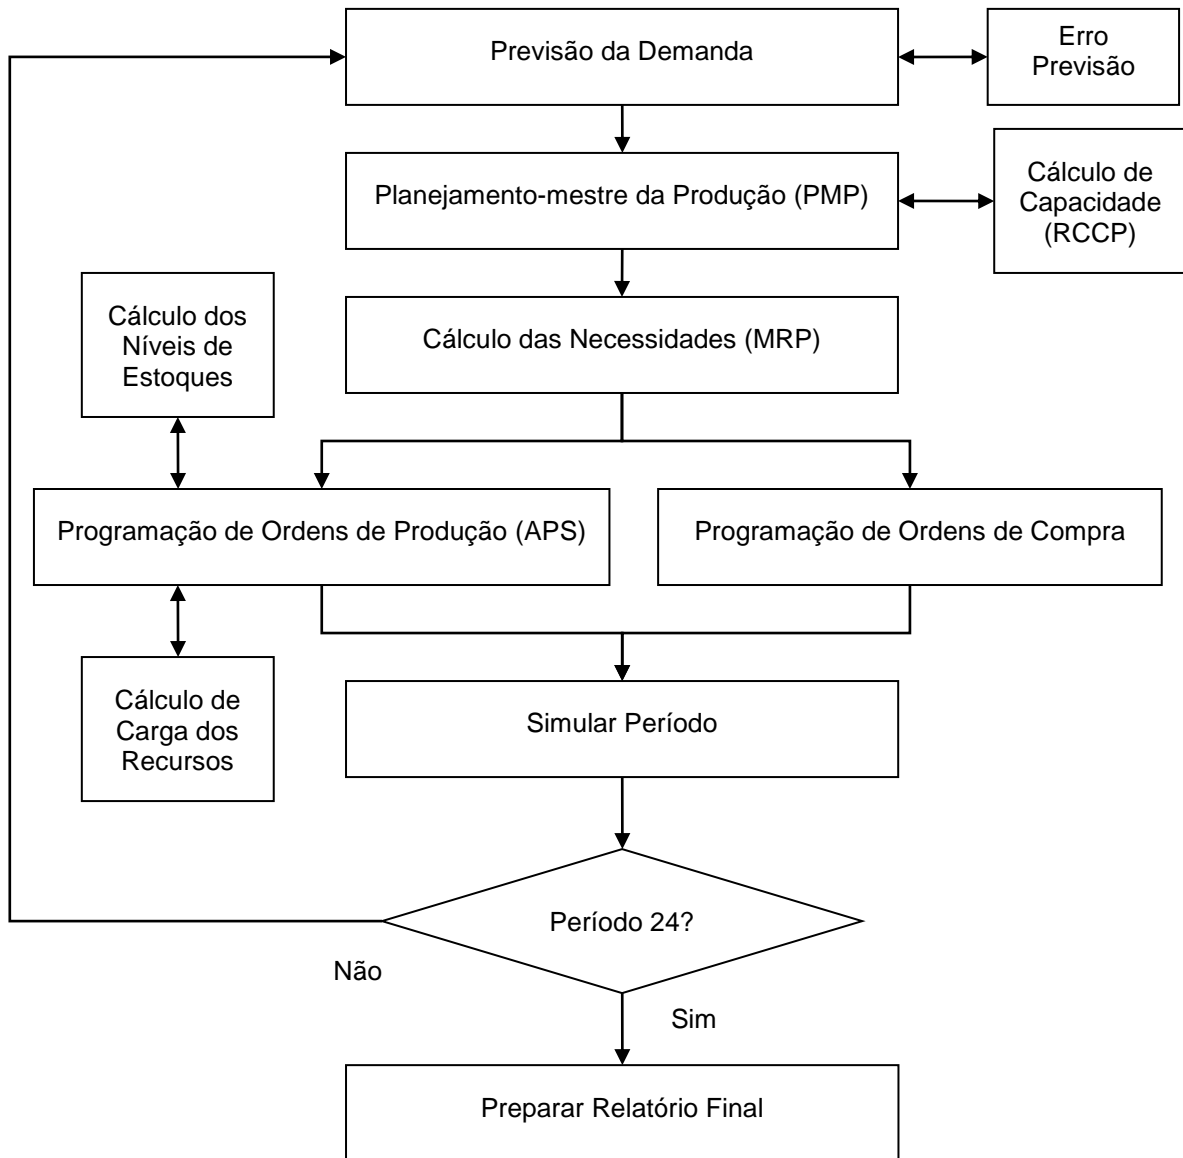 Previsão da Demanda
Erro
Previsão
Planejamento-mestre da Produção (PMP)
Cálculo de
Capacidade
(RCCP)
Cálculo dos
Níveis de
Estoques
Cálculo das Necessidades (MRP)
Programação de Ordens de Produção (APS)
Programação de Ordens de Compra
Cálculo de
Carga dos
Recursos
Simular Período
Período 24?
Não
Sim
Preparar Relatório Final